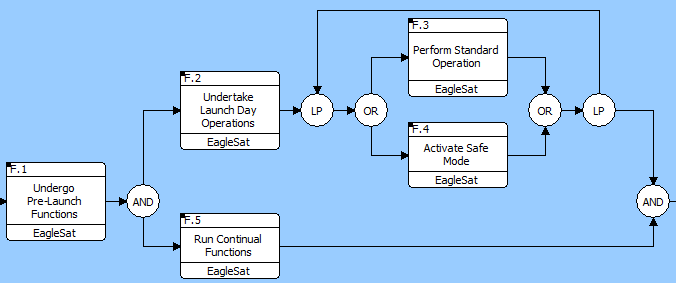 F.3
Perform Standard
Operation
EagleSat
F.2
Undertake
Launch Day
Operations
EagleSat
LP
OR
OR
LP
F.4
Activate Safe
Mode
EagleSat
F.1
Undergo
Pre-Launch
Functions
EagleSat
AND
AND
F.5
Run Continual
Functions
EagleSat